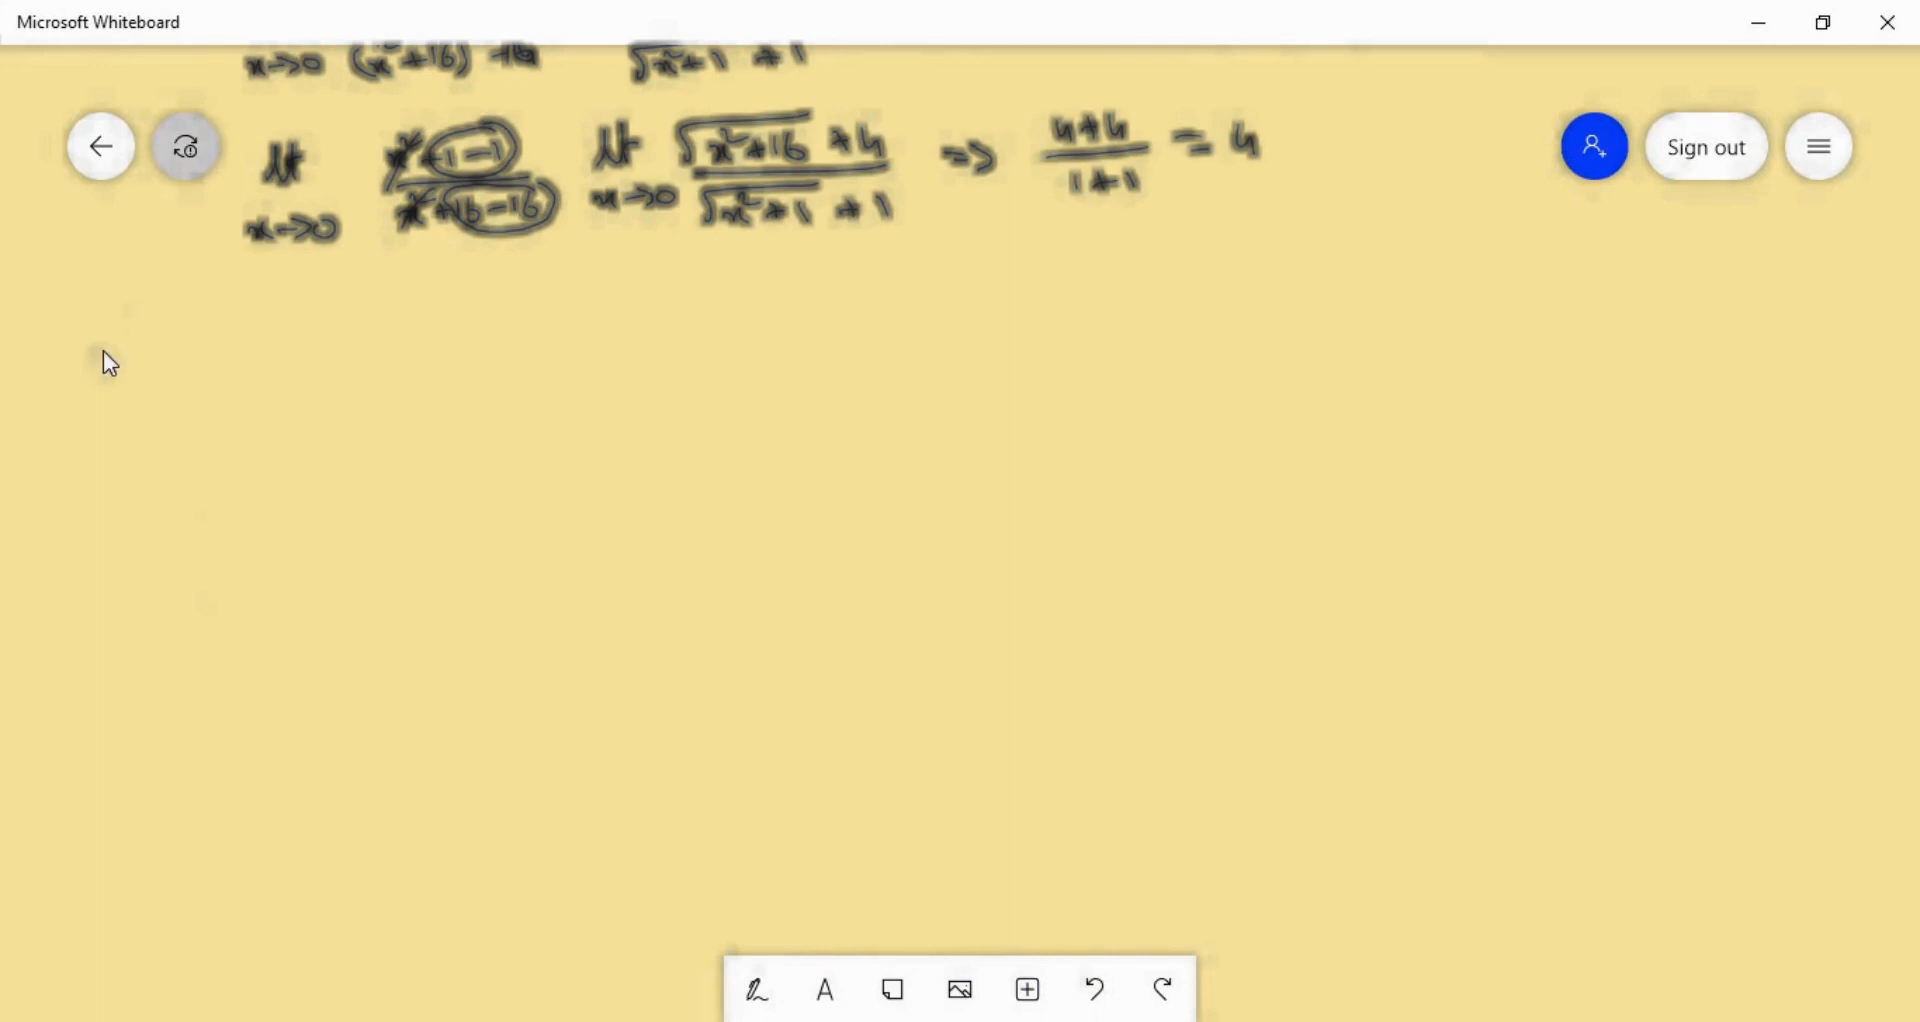 Microsoft Whiteboard
x→0 (x²+16) -16 √x²+1 + 1
lt x²+1-1 / x²+16-16 lt √x²+16 + 4 / √x²+1 + 1 => 4+4 / 1+1 = 4
x→0 x→0
Sign out